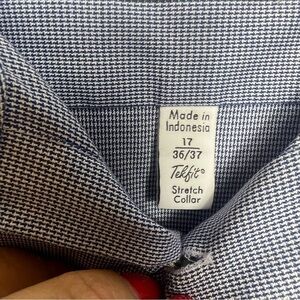 Made in
Indonesia
17
36/37
Tekfit®
Stretch
Collar